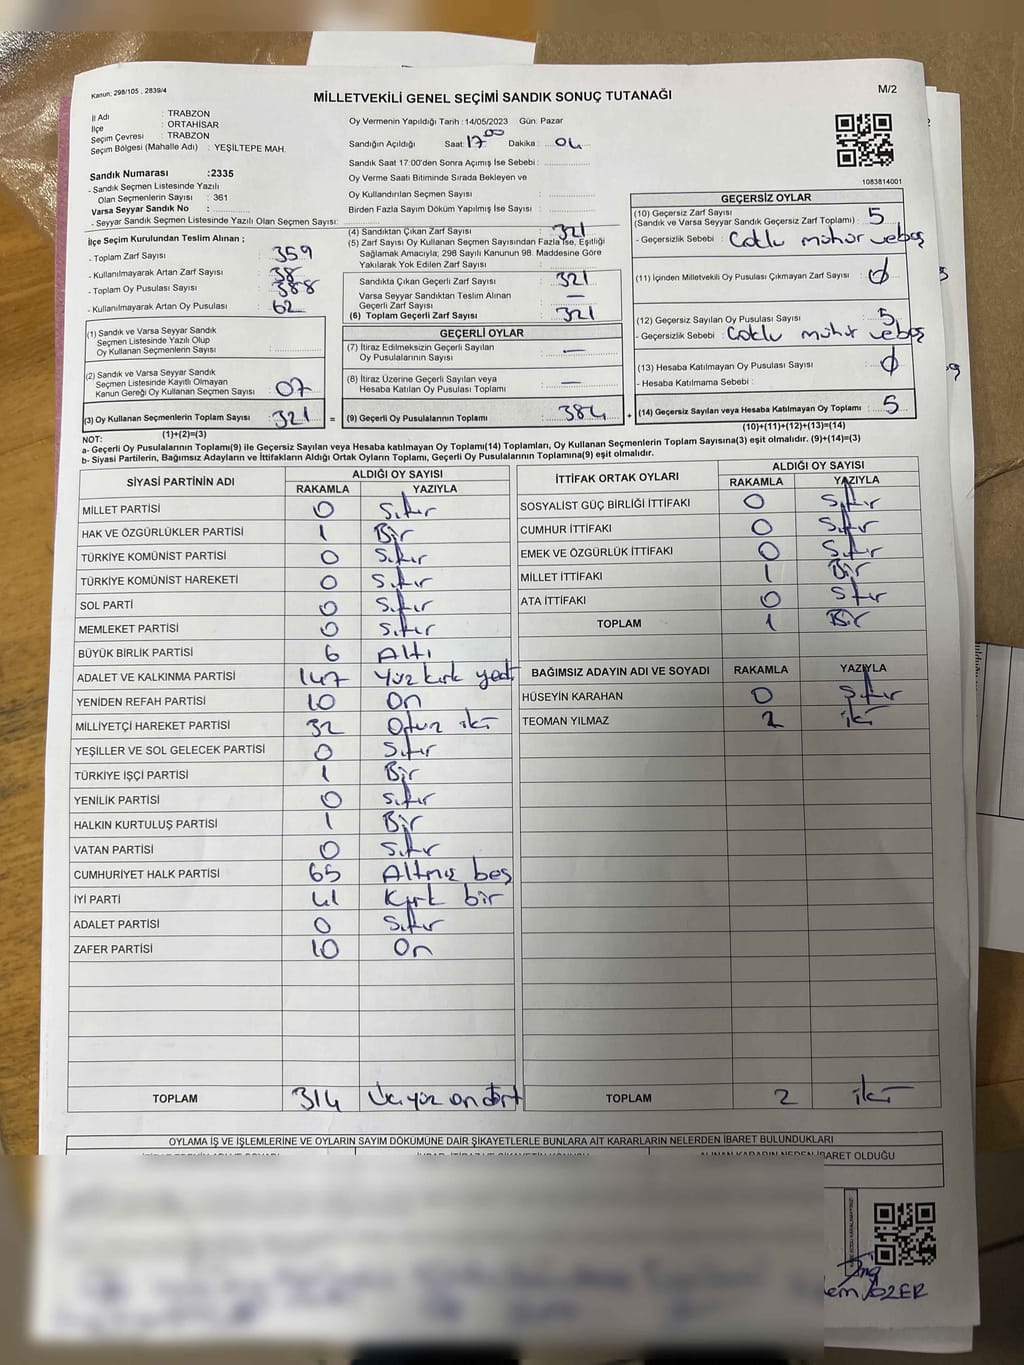 Kanun; 298/105 , 2839/4
M/2
MİLLETVEKİLİ GENEL SEÇİMİ SANDIK SONUÇ TUTANAĞI
İl Adı : TRABZON
İlçe : ORTAHİSAR
Seçim Çevresi : TRABZON
Seçim Bölgesi (Mahalle Adı) : YEŞİLTEPE MAH.
Sandık Numarası :2335
- Sandık Seçmen Listesinde Yazılı
Olan Seçmenlerin Sayısı : 361
Varsa Seyyar Sandık No :
- Seyyar Sandık Seçmen Listesinde Yazılı Olan Seçmen Sayısı:
Oy Vermenin Yapıldığı Tarih :14/05/2023 Gün: Pazar
Sandığın Açıldığı Saat: 17 00 Dakika : 04
Sandık Saat 17:00'den Sonra Açımış İse Sebebi :
Oy Verme Saati Bitiminde Sırada Bekleyen ve
Oy Kullandırılan Seçmen Sayısı :
Birden Fazla Sayım Döküm Yapılmış İse Sayısı :
1083814001
İlçe Seçim Kurulundan Teslim Alınan ;
- Toplam Zarf Sayısı : 359
- Kullanılmayarak Artan Zarf Sayısı : 38
- Toplam Oy Pusulası Sayısı : 388
- Kullanılmayarak Artan Oy Pusulası : 62
(1) Sandık ve Varsa Seyyar Sandık
Seçmen Listesinde Yazılı Olup
Oy Kullanan Seçmenlerin Sayısı :
(2) Sandık ve Varsa Seyyar Sandık
Seçmen Listesinde Kayıtlı Olmayan
Kanun Gereği Oy Kullanan Seçmen Sayısı : 07
(3) Oy Kullanan Seçmenlerin Toplam Sayısı : 321 =
(1)+(2)=(3)
(4) Sandıktan Çıkan Zarf Sayısı : 321
(5) Zarf Sayısı Oy Kullanan Seçmen Sayısından Fazla İse, Eşitliği
Sağlamak Amacıyla; 298 Sayılı Kanunun 98. Maddesine Göre
Yakılarak Yok Edilen Zarf Sayısı :
Sandıkta Çıkan Geçerli Zarf Sayısı : 321
Varsa Seyyar Sandıktan Teslim Alınan
Geçerli Zarf Sayısı : —
(6) Toplam Geçerli Zarf Sayısı : 321
GEÇERLİ OYLAR
(7) İtiraz Edilmeksizin Geçerli Sayılan
Oy Pusulalarının Sayısı : —
(8) İtiraz Üzerine Geçerli Sayılan veya
Hesaba Katılan Oy Pusulası Toplamı : —
(9) Geçerli Oy Pusulalarının Toplamı : 384 +
GEÇERSİZ OYLAR
(10) Geçersiz Zarf Sayısı
(Sandık ve Varsa Seyyar Sandık Geçersiz Zarf Toplamı) : 5
- Geçersizlik Sebebi : Çoklu mühür ve boş
(11) İçinden Milletvekili Oy Pusulası Çıkmayan Zarf Sayısı : Ø
(12) Geçersiz Sayılan Oy Pusulası Sayısı : 5
- Geçersizlik Sebebi : Çoklu mühür ve boş
(13) Hesaba Katılmayan Oy Pusulası Sayısı : Ø
- Hesaba Katılmama Sebebi :
(14) Geçersiz Sayılan veya Hesaba Katılmayan Oy Toplamı : 5
(10)+(11)+(12)+(13)=(14)
NOT:
a- Geçerli Oy Pusulalarının Toplamı(9) ile Geçersiz Sayılan veya Hesaba katılmayan Oy Toplamı(14) Toplamları, Oy Kullanan Seçmenlerin Toplam Sayısına(3) eşit olmalıdır. (9)+(14)=(3)
b- Siyasi Partilerin, Bağımsız Adayların ve İttifakların Aldığı Ortak Oyların Toplamı, Geçerli Oy Pusulalarının Toplamına(9) eşit olmalıdır.
SİYASİ PARTİNİN ADI ALDIĞI OY SAYISI
RAKAMLA YAZIYLA
MİLLET PARTİSİ 0 Sıfır
HAK VE ÖZGÜRLÜKLER PARTİSİ 1 Bir
TÜRKİYE KOMÜNİST PARTİSİ 0 Sıfır
TÜRKİYE KOMÜNİST HAREKETİ 0 Sıfır
SOL PARTİ 0 Sıfır
MEMLEKET PARTİSİ 0 Sıfır
BÜYÜK BİRLİK PARTİSİ 6 Altı
ADALET VE KALKINMA PARTİSİ 147 Yüz kırk yedi
YENİDEN REFAH PARTİSİ 10 On
MİLLİYETÇİ HAREKET PARTİSİ 32 Otuz iki
YEŞİLLER VE SOL GELECEK PARTİSİ 0 Sıfır
TÜRKİYE İŞÇİ PARTİSİ 1 Bir
YENİLİK PARTİSİ 0 Sıfır
HALKIN KURTULUŞ PARTİSİ 1 Bir
VATAN PARTİSİ 0 Sıfır
CUMHURİYET HALK PARTİSİ 65 Altmış beş
İYİ PARTİ 41 Kırk bir
ADALET PARTİSİ 0 Sıfır
ZAFER PARTİSİ 10 On
TOPLAM 314 Üçyüz ondört
İTTİFAK ORTAK OYLARI ALDIĞI OY SAYISI
RAKAMLA YAZIYLA
SOSYALİST GÜÇ BİRLİĞİ İTTİFAKI 0 Sıfır
CUMHUR İTTİFAKI 0 Sıfır
EMEK VE ÖZGÜRLÜK İTTİFAKI 0 Sıfır
MİLLET İTTİFAKI 1 Bir
ATA İTTİFAKI 0 Sıfır
TOPLAM 1 Bir
BAĞIMSIZ ADAYIN ADI VE SOYADI RAKAMLA YAZIYLA
HÜSEYİN KARAHAN 0 Sıfır
TEOMAN YILMAZ 2 iki
TOPLAM 2 iki
OYLAMA İŞ VE İŞLEMLERİNE VE OYLARIN SAYIM DÖKÜMÜNE DAİR ŞİKAYETLERLE BUNLARA AİT KARARLARIN NELERDEN İBARET BULUNDUKLARI
ALINAN KARARIN NEDEN İBARET OLDUĞU
ÖZER